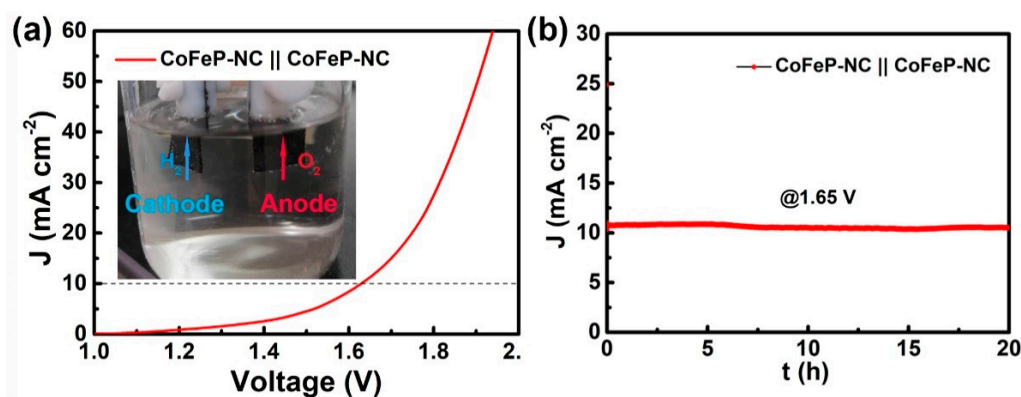 (a)
60
50
40
30
20
10
0
J (mA cm-2)
CoFeP-NC || CoFeP-NC
H2
O2
Cathode
Anode
1.0
1.2
1.4
1.6
1.8
2.
Voltage (V)
(b)
30
25
20
15
10
5
0
J (mA cm-2)
CoFeP-NC || CoFeP-NC
@1.65 V
0
5
10
15
20
t (h)